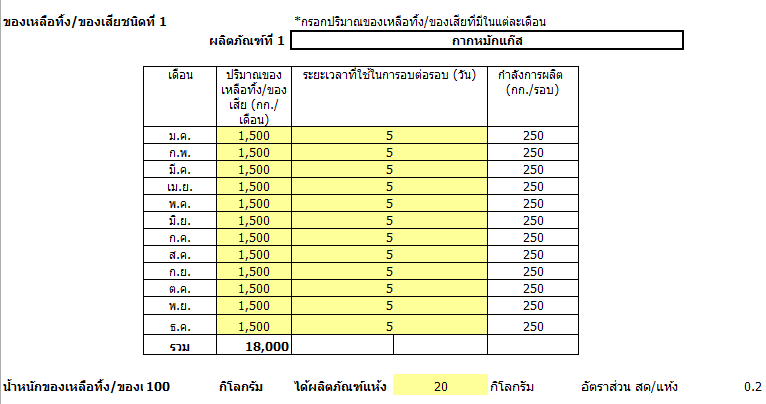 ของเหลือทิ้ง/ของเสียชนิดที่ 1 *กรอกปริมาณของเหลือทิ้ง/ของเสียที่มีในแต่ละเดือน
ผลิตภัณฑ์ที่ 1 กากหมักแก๊ส
เดือน ปริมาณของ ระยะเวลาที่ใช้ในการอบต่อรอบ (วัน) กำลังการผลิต
เหลือทิ้ง/ของ (กก./รอบ)
เสีย (กก./
เดือน)
ม.ค. 1,500 5 250
ก.พ. 1,500 5 250
มี.ค. 1,500 5 250
เม.ย. 1,500 5 250
พ.ค. 1,500 5 250
มิ.ย. 1,500 5 250
ก.ค. 1,500 5 250
ส.ค. 1,500 5 250
ก.ย. 1,500 5 250
ต.ค. 1,500 5 250
พ.ย. 1,500 5 250
ธ.ค. 1,500 5 250
รวม 18,000
น้ำหนักของเหลือทิ้ง/ของเ 100 กิโลกรัม ได้ผลิตภัณฑ์แห้ง 20 กิโลกรัม อัตราส่วน สด/แห้ง 0.2